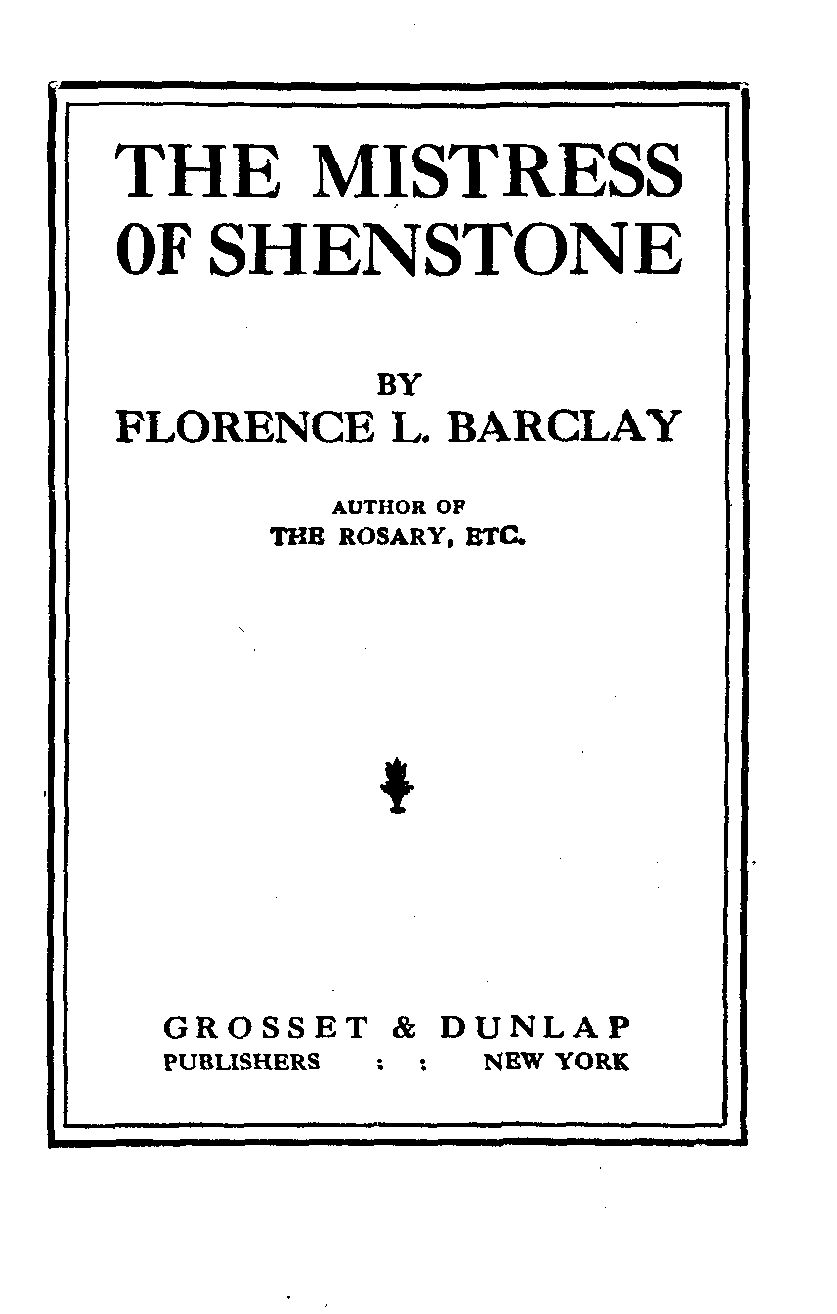 THE MISTRESS
OF SHENSTONE
BY
FLORENCE L. BARCLAY
AUTHOR OF
THE ROSARY, ETC.
GROSSET & DUNLAP
PUBLISHERS : : NEW YORK